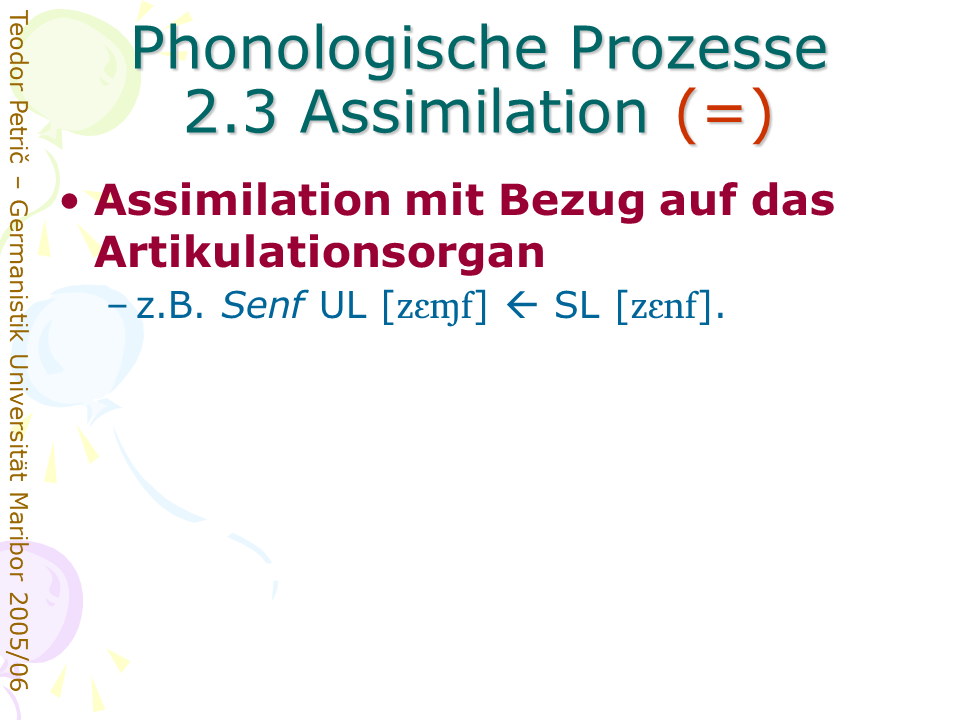 Phonologische Prozesse
2.3 Assimilation (=)
• Assimilation mit Bezug auf das
Artikulationsorgan
– z.B. Senf UL [zɛɱf] ← SL [zɛnf].
Teodor Petrič – Germanistik Universität Maribor 2005/06